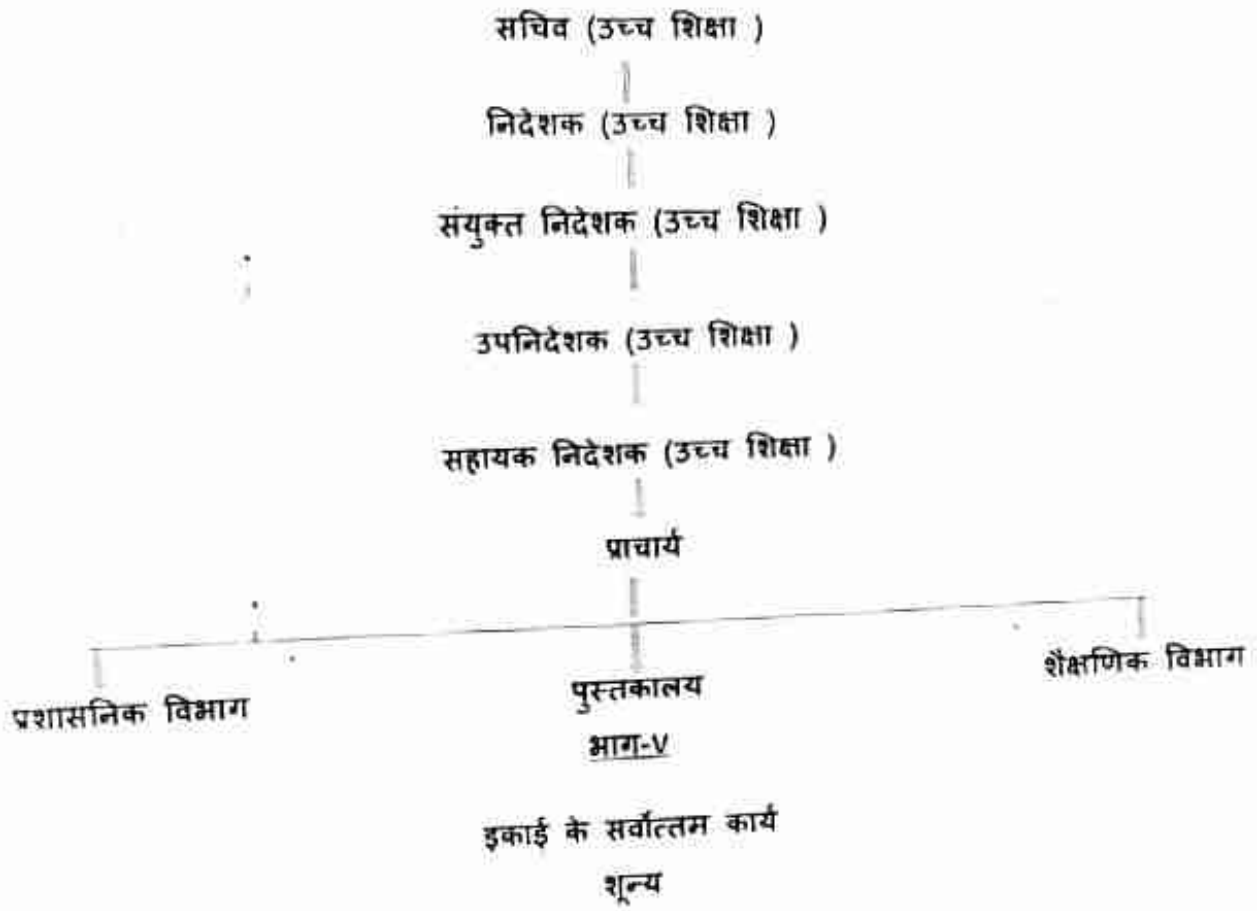 सचिव (उच्च शिक्षा )
निदेशक (उच्च शिक्षा )
संयुक्त निदेशक (उच्च शिक्षा )
उपनिदेशक (उच्च शिक्षा )
सहायक निदेशक (उच्च शिक्षा )
प्राचार्य
प्रशासनिक विभाग
पुस्तकालय
शैक्षणिक विभाग
भाग-V
इकाई के सर्वोत्तम कार्य
शून्य